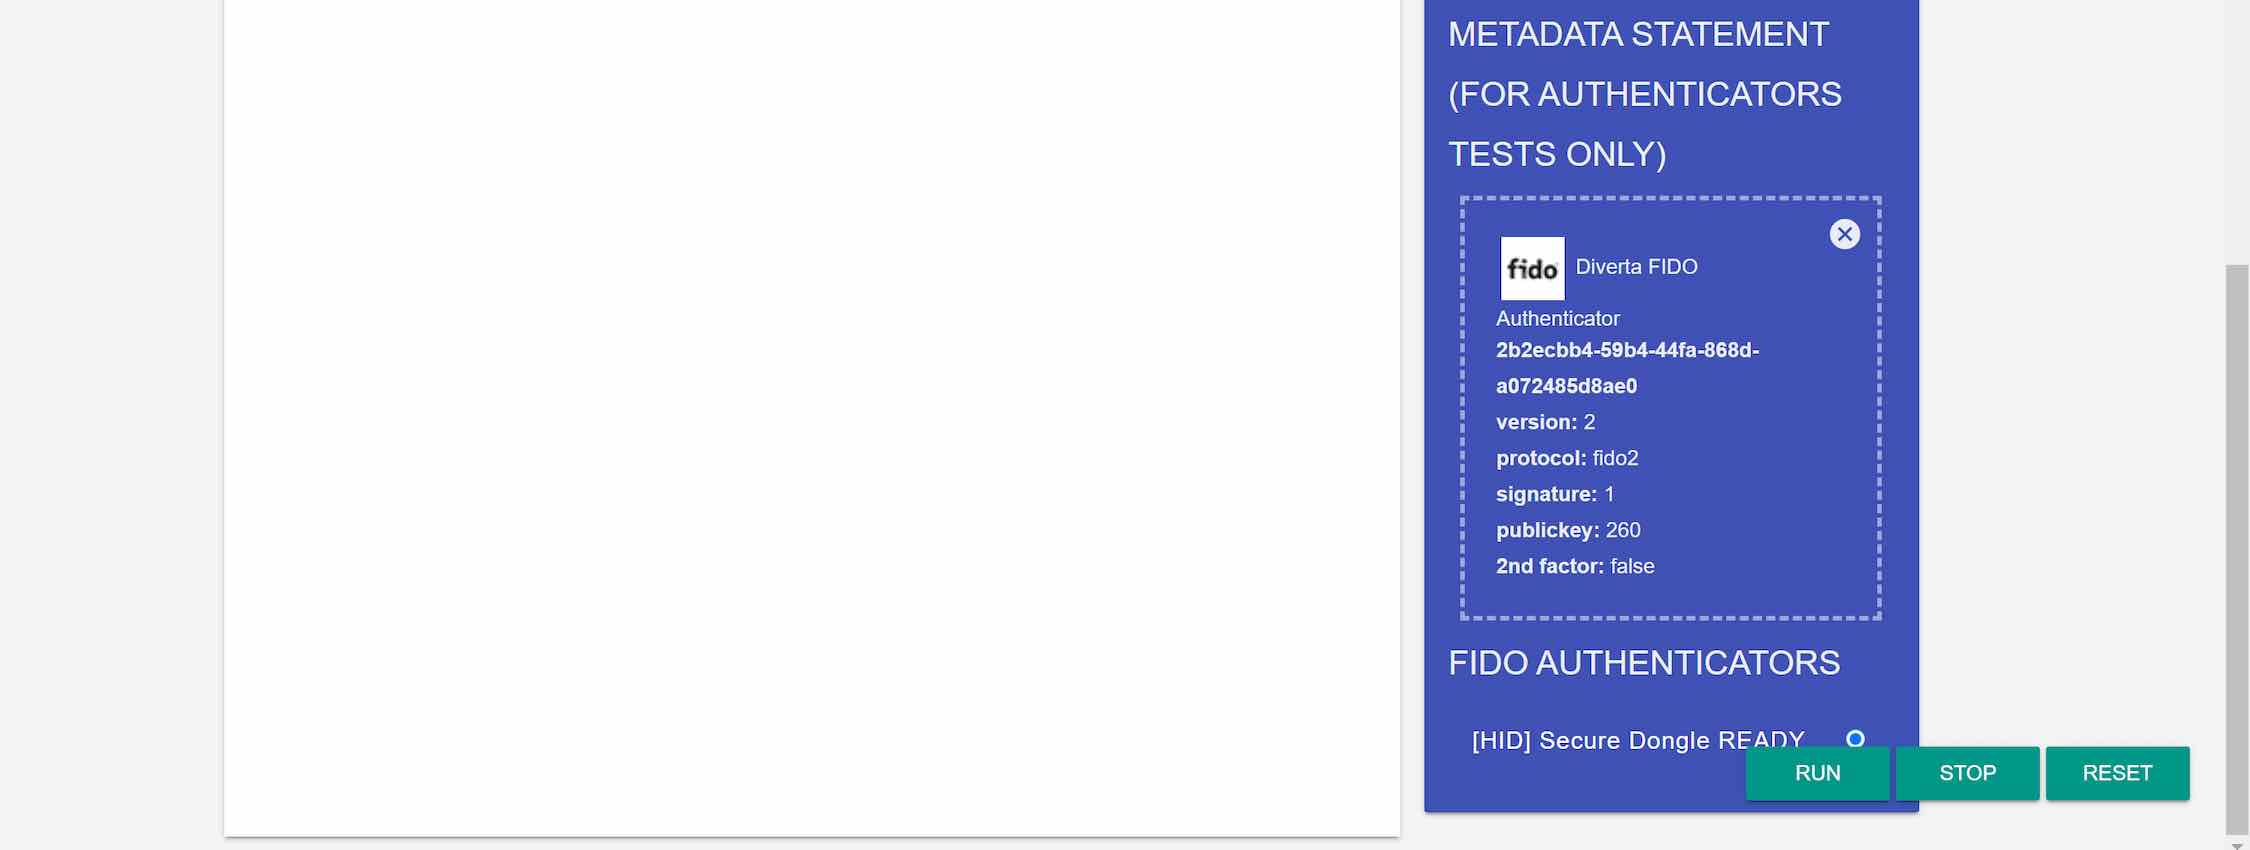 METADATA STATEMENT
(FOR AUTHENTICATORS
TESTS ONLY)
fido Diverta FIDO
Authenticator
2b2ecbb4-59b4-44fa-868d-
a072485d8ae0
version: 2
protocol: fido2
signature: 1
publickey: 260
2nd factor: false
FIDO AUTHENTICATORS
[HID] Secure Dongle READY
RUN STOP RESET